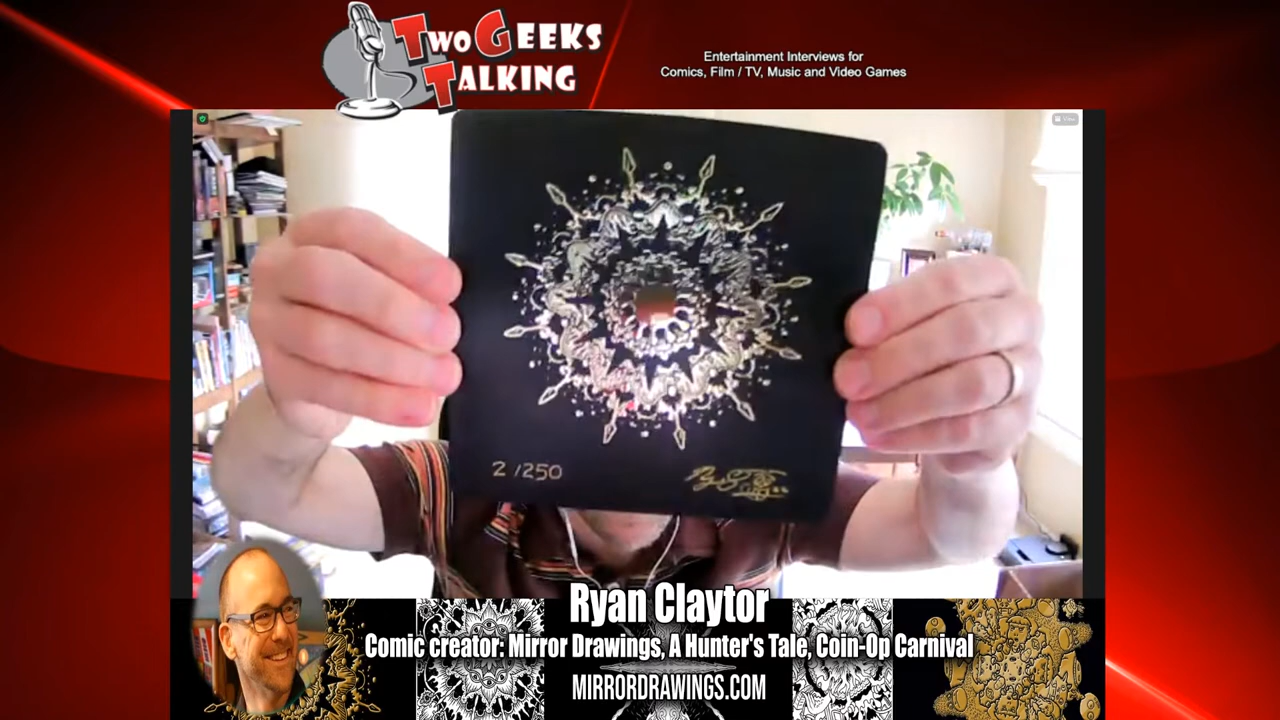 TWO GEEKS
TALKING
Entertainment Interviews for
Comics, Film / TV, Music and Video Games
View
2 /250
Ryan Claytor
Comic creator: Mirror Drawings, A Hunter's Tale, Coin-Op Carnival
MIRRORDRAWINGS.COM